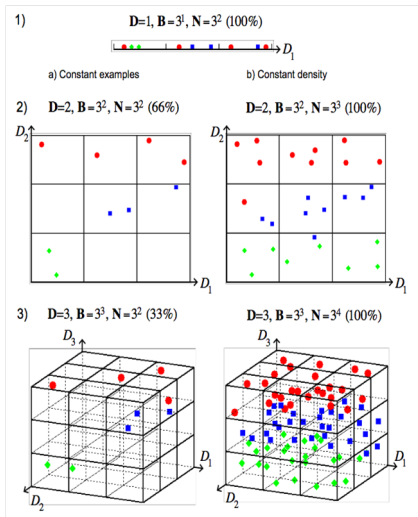 1) D=1, B=3¹, N=3² (100%)
D₁
a) Constant examples b) Constant density
2) D=2, B=3², N=3² (66%) D=2, B=3², N=3³ (100%)
D₂ D₂
D₁ D₁
3) D=3, B=3³, N=3² (33%) D=3, B=3³, N=3⁴ (100%)
D₃ D₃
D₁ D₁
D₂ D₂